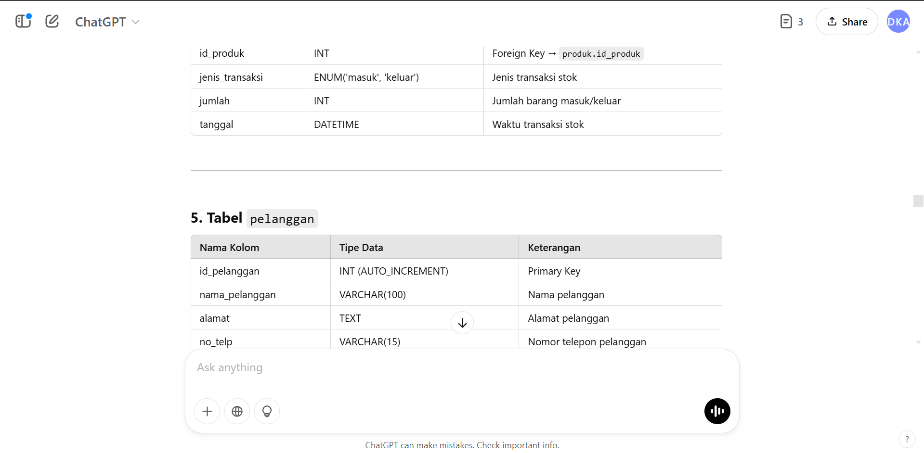 ChatGPT 3 Share DKA
id_produk INT Foreign Key → produk.id_produk
jenis_transaksi ENUM('masuk', 'keluar') Jenis transaksi stok
jumlah INT Jumlah barang masuk/keluar
tanggal DATETIME Waktu transaksi stok
5. Tabel pelanggan
Nama Kolom Tipe Data Keterangan
id_pelanggan INT (AUTO_INCREMENT) Primary Key
nama_pelanggan VARCHAR(100) Nama pelanggan
alamat TEXT Alamat pelanggan
no_telp VARCHAR(15) Nomor telepon pelanggan
Ask anything
ChatGPT can make mistakes. Check important info.
?